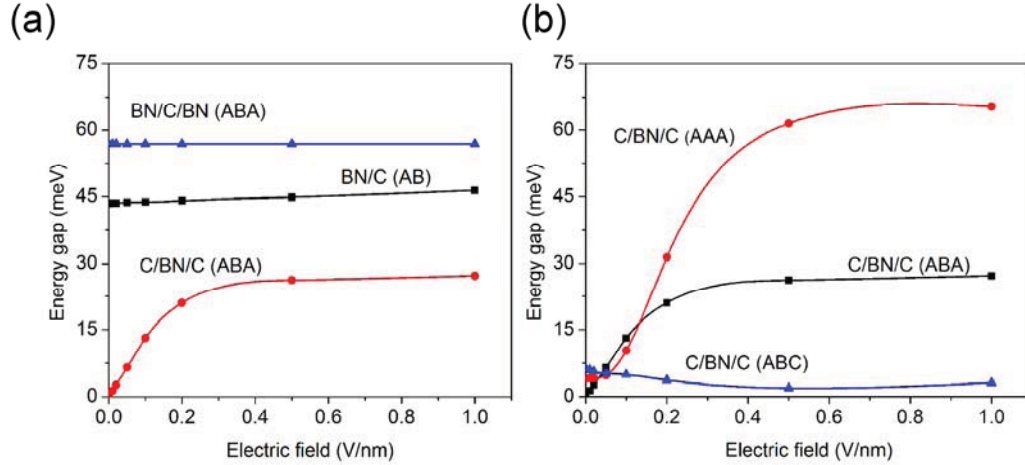 (a)
75
60
45
30
15
0
Energy gap (meV)
BN/C/BN (ABA)
BN/C (AB)
C/BN/C (ABA)
0.0 0.2 0.4 0.6 0.8 1.0
Electric field (V/nm)
(b)
75
60
45
30
15
0
Energy gap (meV)
C/BN/C (AAA)
C/BN/C (ABA)
C/BN/C (ABC)
0.0 0.2 0.4 0.6 0.8 1.0
Electric field (V/nm)